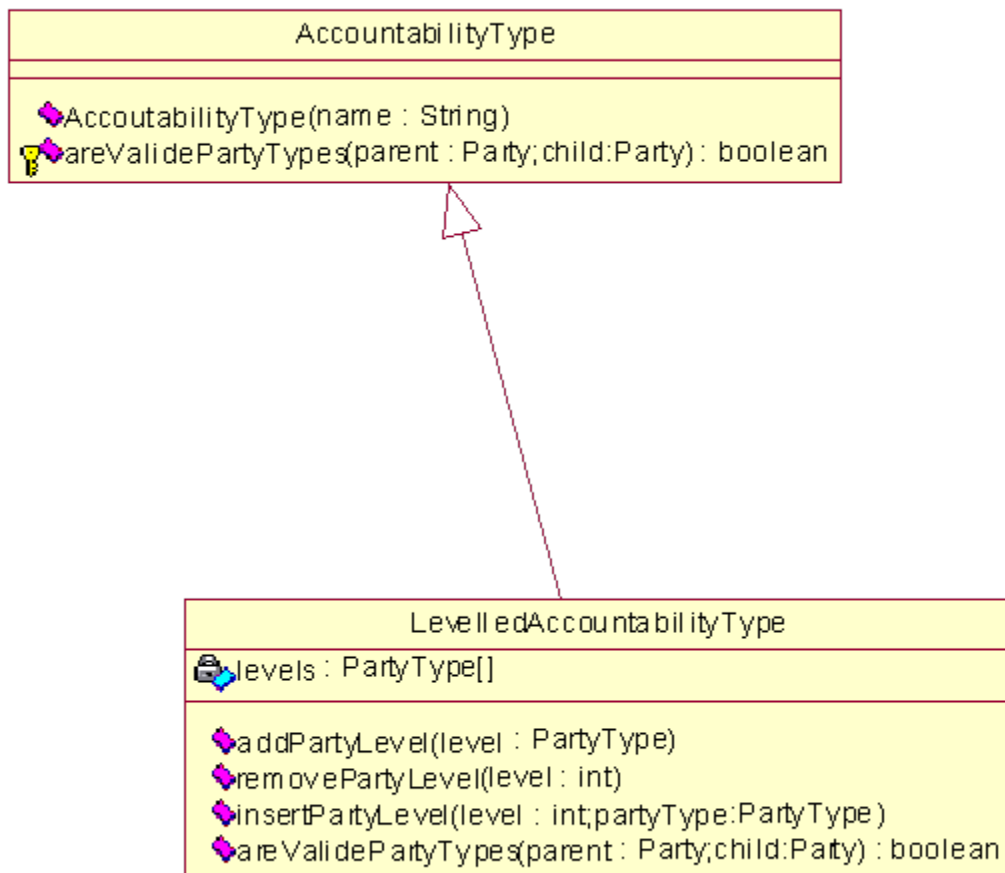 AccountabilityType
AccoutabilityType(name : String)
areValidePartyTypes(parent : Party;child:Party) : boolean
LevelledAccountabilityType
levels : PartyType[]
addPartyLevel(level : PartyType)
removePartyLevel(level : int)
insertPartyLevel(level : int;partyType:PartyType)
areValidePartyTypes(parent : Party;child:Party) : boolean